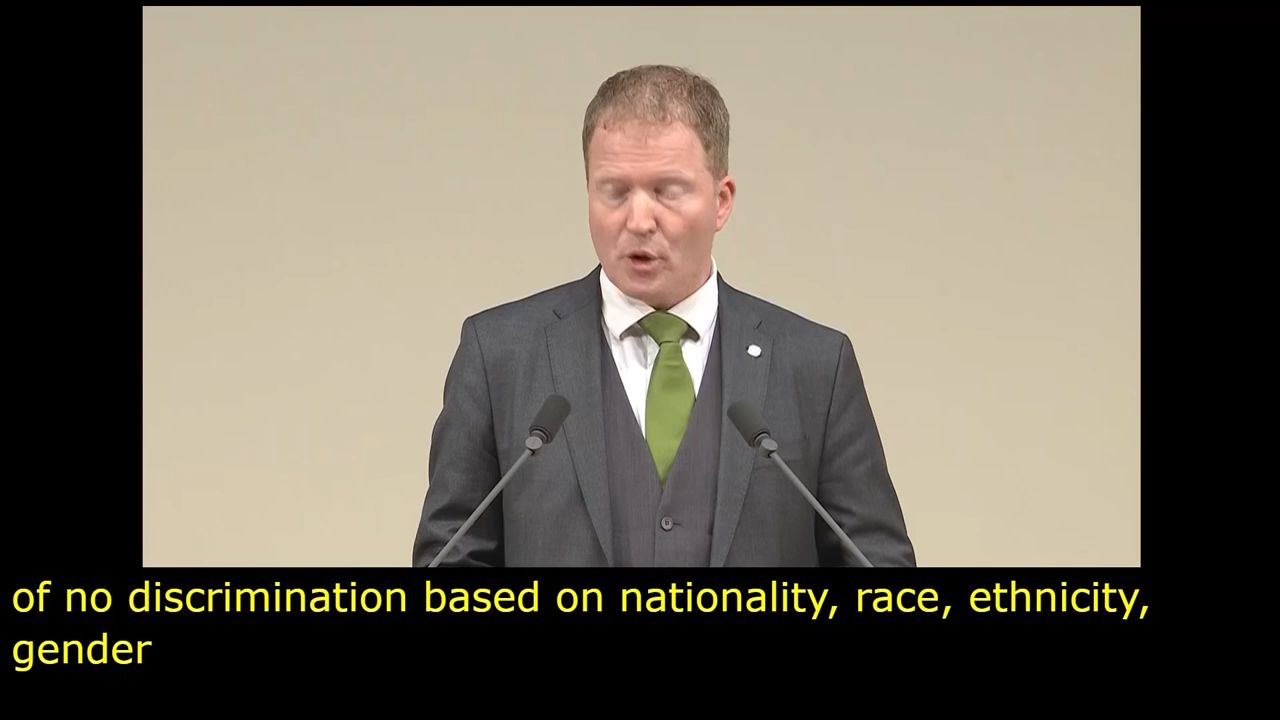 of no discrimination based on nationality, race, ethnicity,
gender